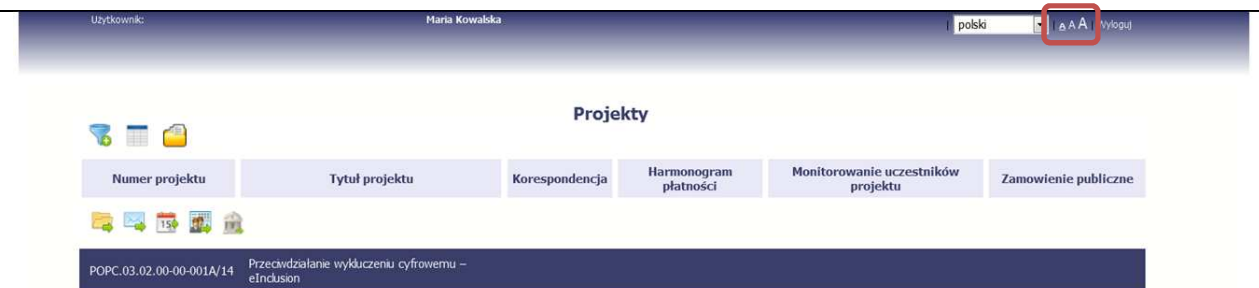 Użytkownik: Maria Kowalska | polski | A A A | Wyloguj
Projekty
Numer projektu Tytuł projektu Korespondencja Harmonogram płatności Monitorowanie uczestników projektu Zamowienie publiczne
15
POPC.03.02.00-00-001A/14 Przeciwdziałanie wykluczeniu cyfrowemu –
eInclusion